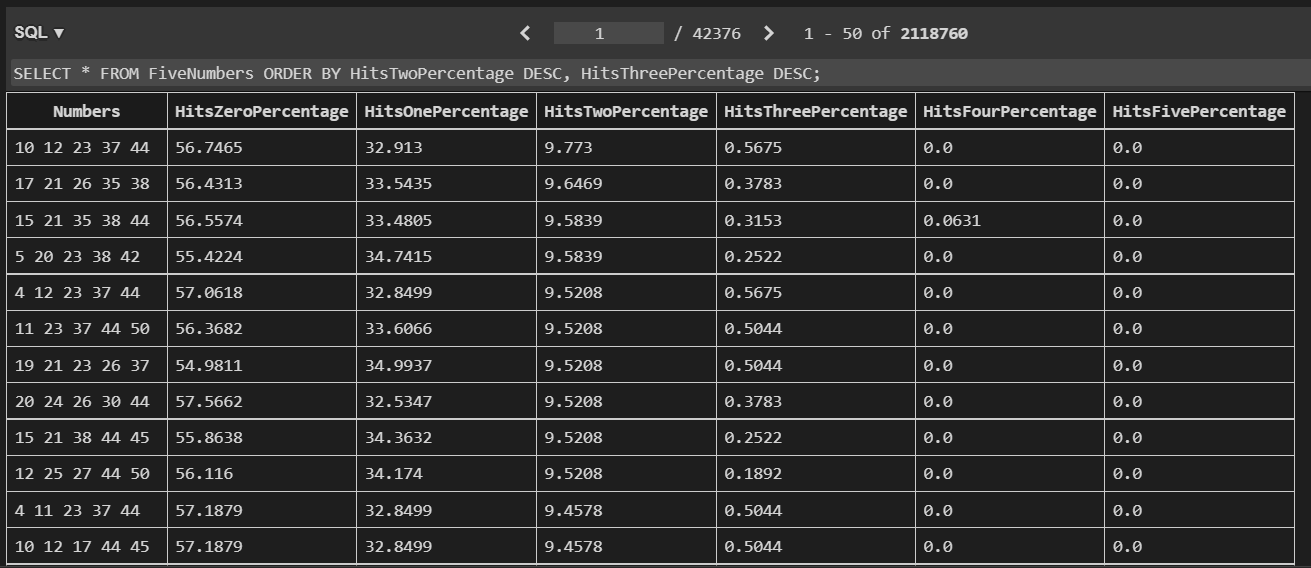 SQL ▼ < 1 / 42376 > 1 - 50 of 2118760
SELECT * FROM FiveNumbers ORDER BY HitsTwoPercentage DESC, HitsThreePercentage DESC;
Numbers HitsZeroPercentage HitsOnePercentage HitsTwoPercentage HitsThreePercentage HitsFourPercentage HitsFivePercentage
10 12 23 37 44 56.7465 32.913 9.773 0.5675 0.0 0.0
17 21 26 35 38 56.4313 33.5435 9.6469 0.3783 0.0 0.0
15 21 35 38 44 56.5574 33.4805 9.5839 0.3153 0.0631 0.0
5 20 23 38 42 55.4224 34.7415 9.5839 0.2522 0.0 0.0
4 12 23 37 44 57.0618 32.8499 9.5208 0.5675 0.0 0.0
11 23 37 44 50 56.3682 33.6066 9.5208 0.5044 0.0 0.0
19 21 23 26 37 54.9811 34.9937 9.5208 0.5044 0.0 0.0
20 24 26 30 44 57.5662 32.5347 9.5208 0.3783 0.0 0.0
15 21 38 44 45 55.8638 34.3632 9.5208 0.2522 0.0 0.0
12 25 27 44 50 56.116 34.174 9.5208 0.1892 0.0 0.0
4 11 23 37 44 57.1879 32.8499 9.4578 0.5044 0.0 0.0
10 12 17 44 45 57.1879 32.8499 9.4578 0.5044 0.0 0.0